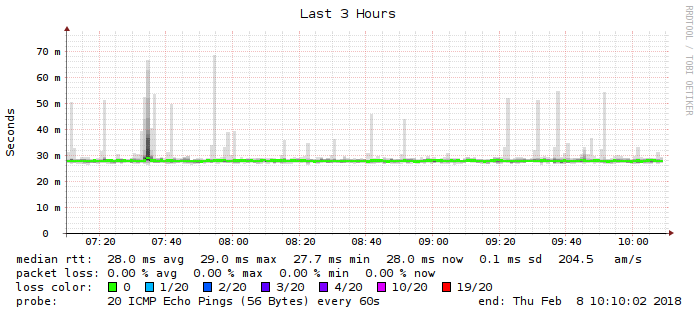 Last 3 Hours
RRDTOOL / TOBI OETIKER
Seconds
70 m
60 m
50 m
40 m
30 m
20 m
10 m
0
07:20 07:40 08:00 08:20 08:40 09:00 09:20 09:40 10:00
median rtt: 28.0 ms avg 29.0 ms max 27.7 ms min 28.0 ms now 0.1 ms sd 204.5 am/s
packet loss: 0.00 % avg 0.00 % max 0.00 % min 0.00 % now
loss color: 0 1/20 2/20 3/20 4/20 10/20 19/20
probe: 20 ICMP Echo Pings (56 Bytes) every 60s end: Thu Feb 8 10:10:02 2018